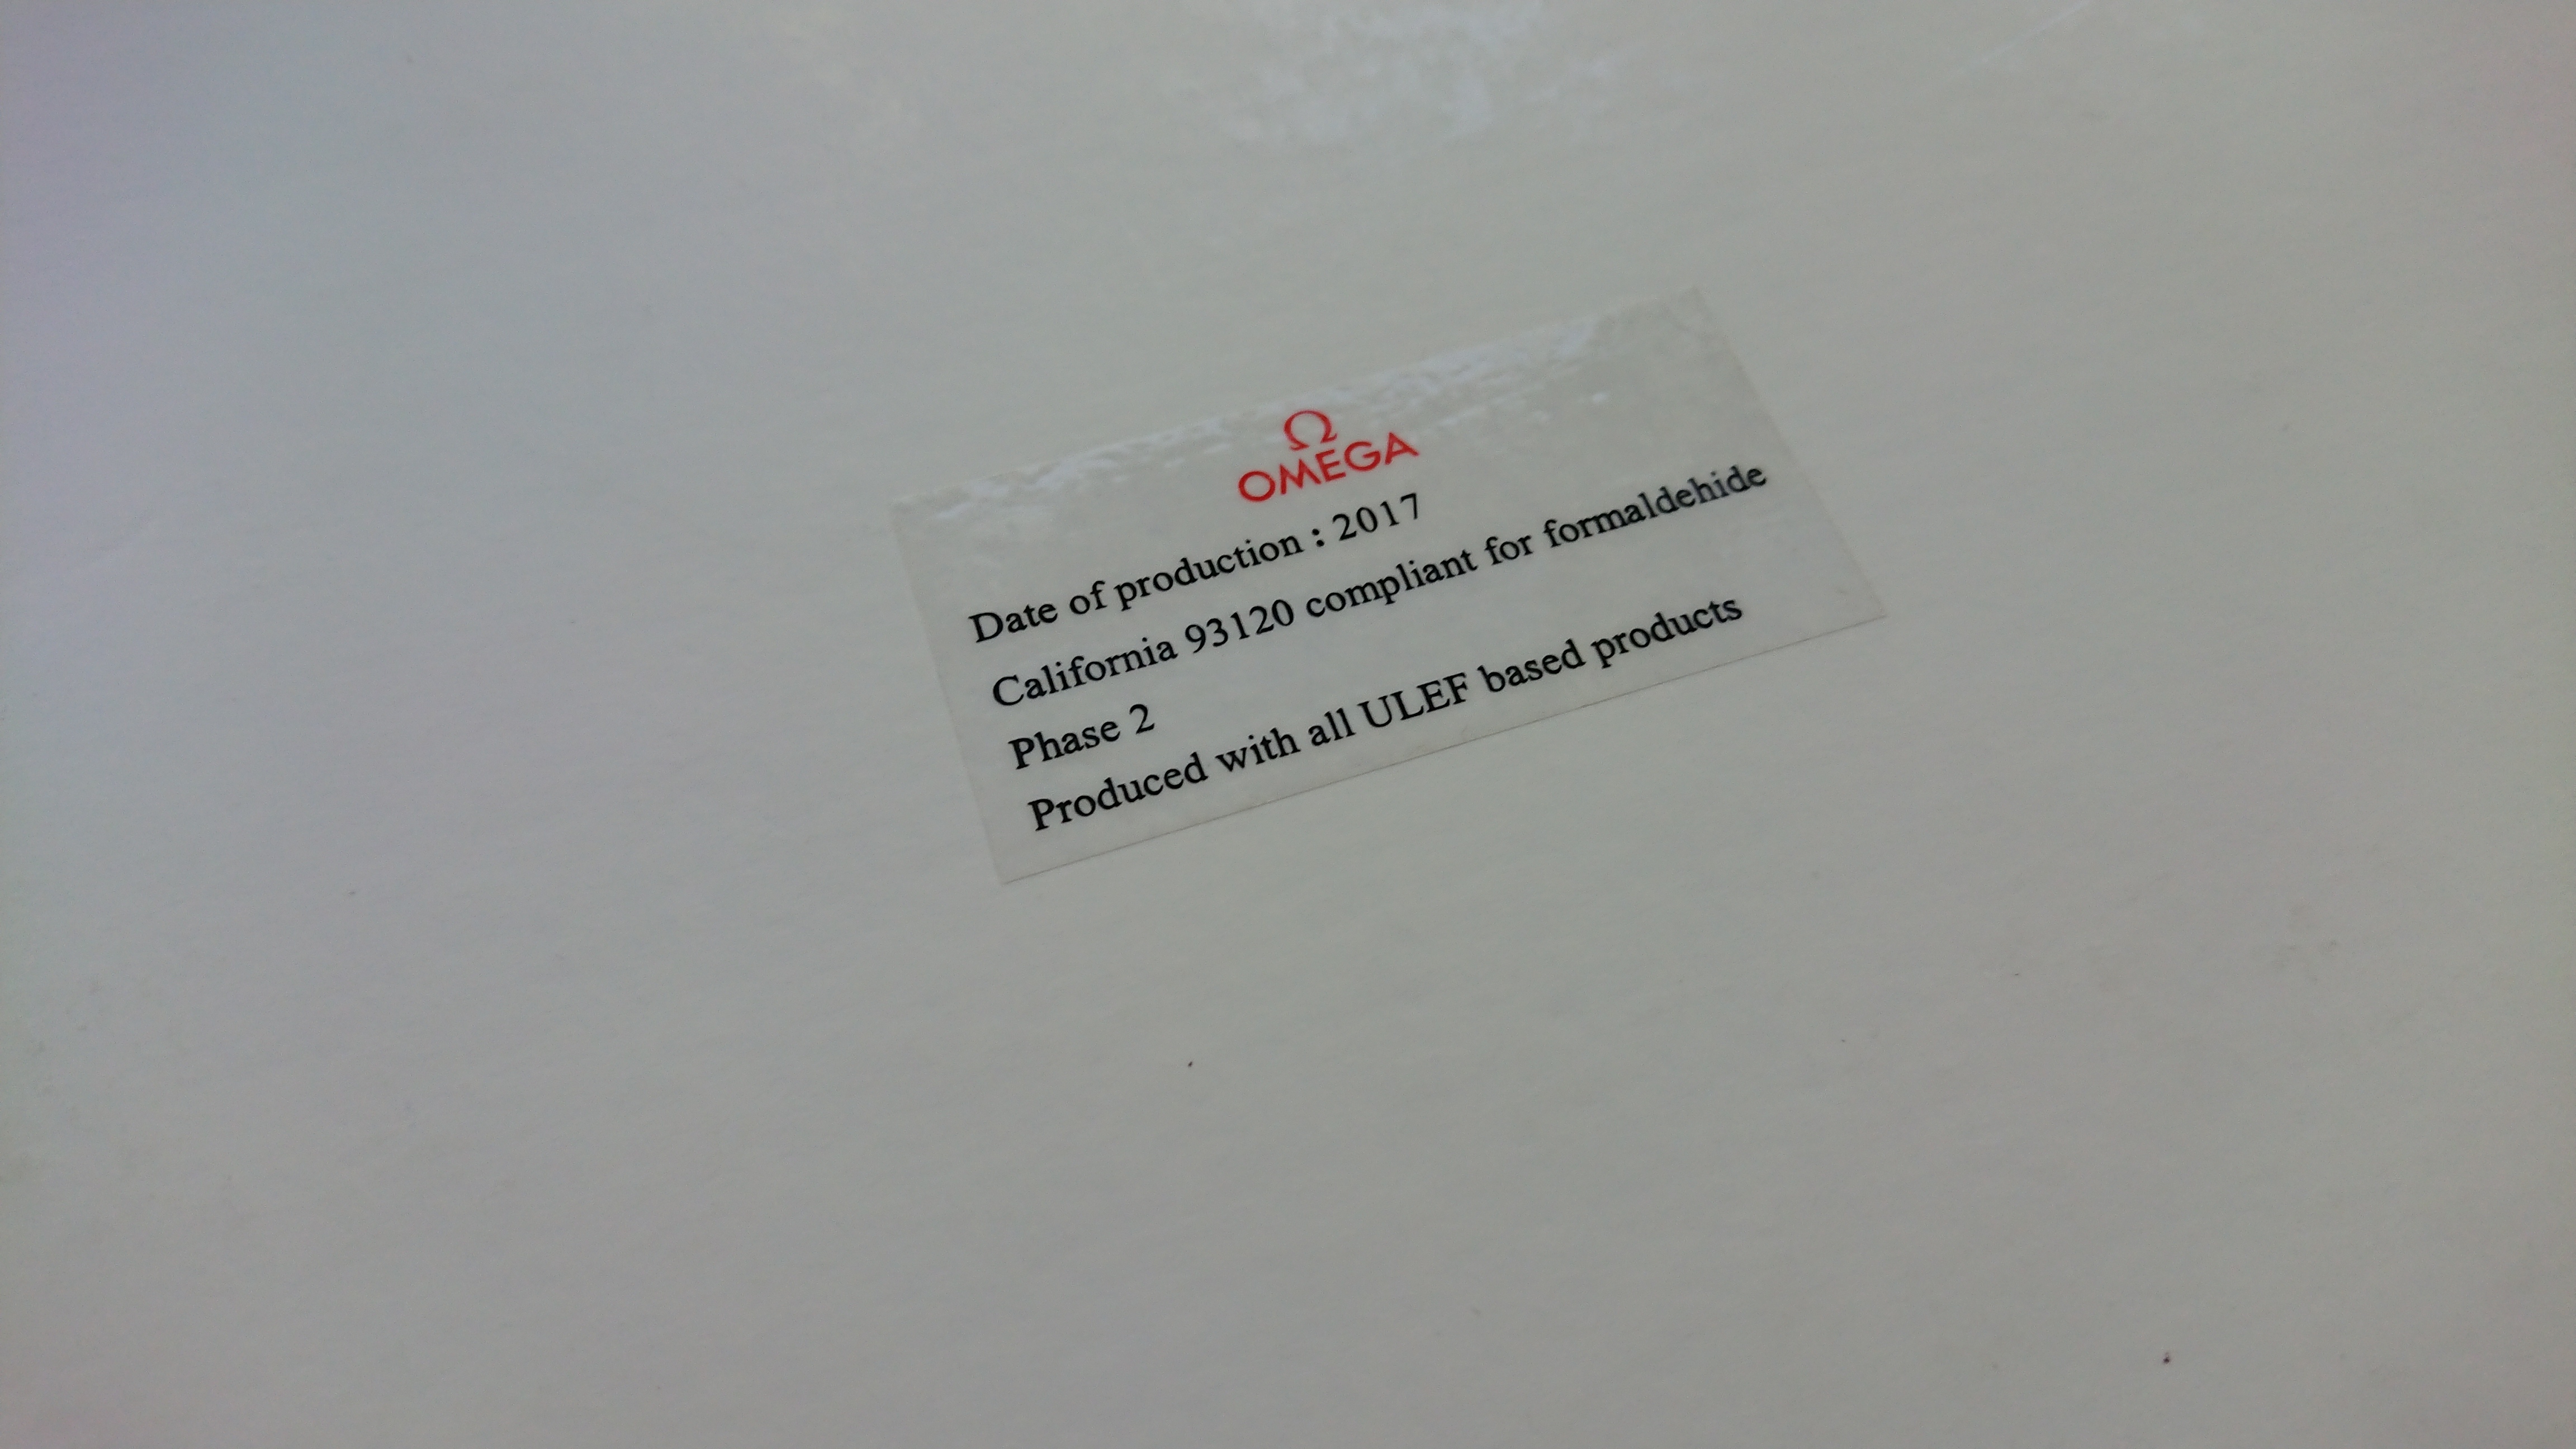 Ω
OMEGA
Date of production : 2017
California 93120 compliant for formaldehide
Phase 2
Produced with all ULEF based products